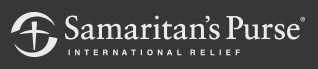 Samaritan's Purse®
INTERNATIONAL RELIEF